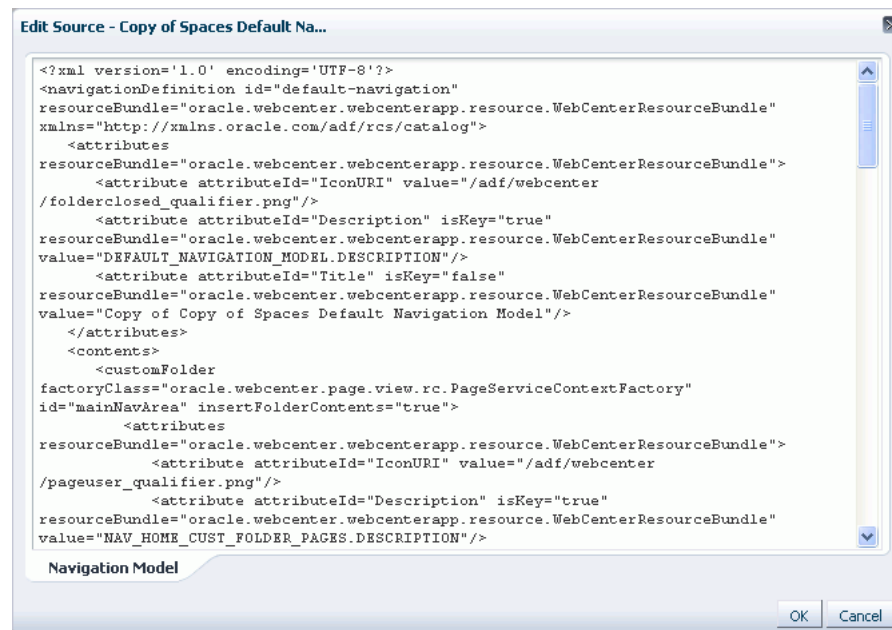 Edit Source - Copy of Spaces Default Na...
<?xml version='1.0' encoding='UTF-8'?>
<navigationDefinition id="default-navigation"
resourceBundle="oracle.webcenter.webcenterapp.resource.WebCenterResourceBundle"
xmlns="http://xmlns.oracle.com/adf/rcs/catalog">
<attributes
resourceBundle="oracle.webcenter.webcenterapp.resource.WebCenterResourceBundle">
<attribute attributeId="IconURI" value="/adf/webcenter
/folderclosed_qualifier.png"/>
<attribute attributeId="Description" isKey="true"
resourceBundle="oracle.webcenter.webcenterapp.resource.WebCenterResourceBundle"
value="DEFAULT_NAVIGATION_MODEL.DESCRIPTION"/>
<attribute attributeId="Title" isKey="false"
resourceBundle="oracle.webcenter.webcenterapp.resource.WebCenterResourceBundle"
value="Copy of Copy of Spaces Default Navigation Model"/>
</attributes>
<contents>
<customFolder
factoryClass="oracle.webcenter.page.view.rc.PageServiceContextFactory"
id="mainNavArea" insertFolderContents="true">
<attributes
resourceBundle="oracle.webcenter.webcenterapp.resource.WebCenterResourceBundle">
<attribute attributeId="IconURI" value="/adf/webcenter
/pageuser_qualifier.png"/>
<attribute attributeId="Description" isKey="true"
resourceBundle="oracle.webcenter.webcenterapp.resource.WebCenterResourceBundle"
value="NAV_HOME_CUST_FOLDER_PAGES.DESCRIPTION"/>
Navigation Model
OK Cancel